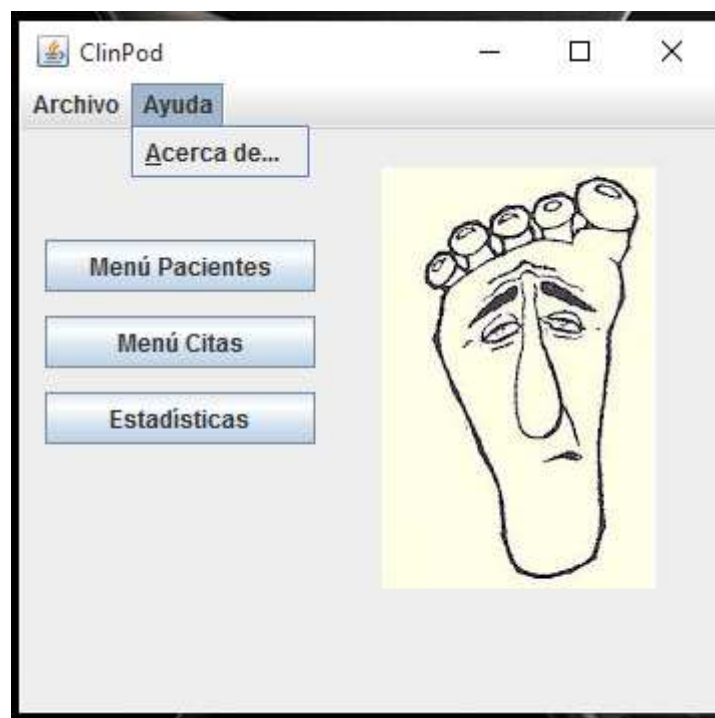 ClinPod
Archivo Ayuda
Acerca de...
Menú Pacientes
Menú Citas
Estadísticas